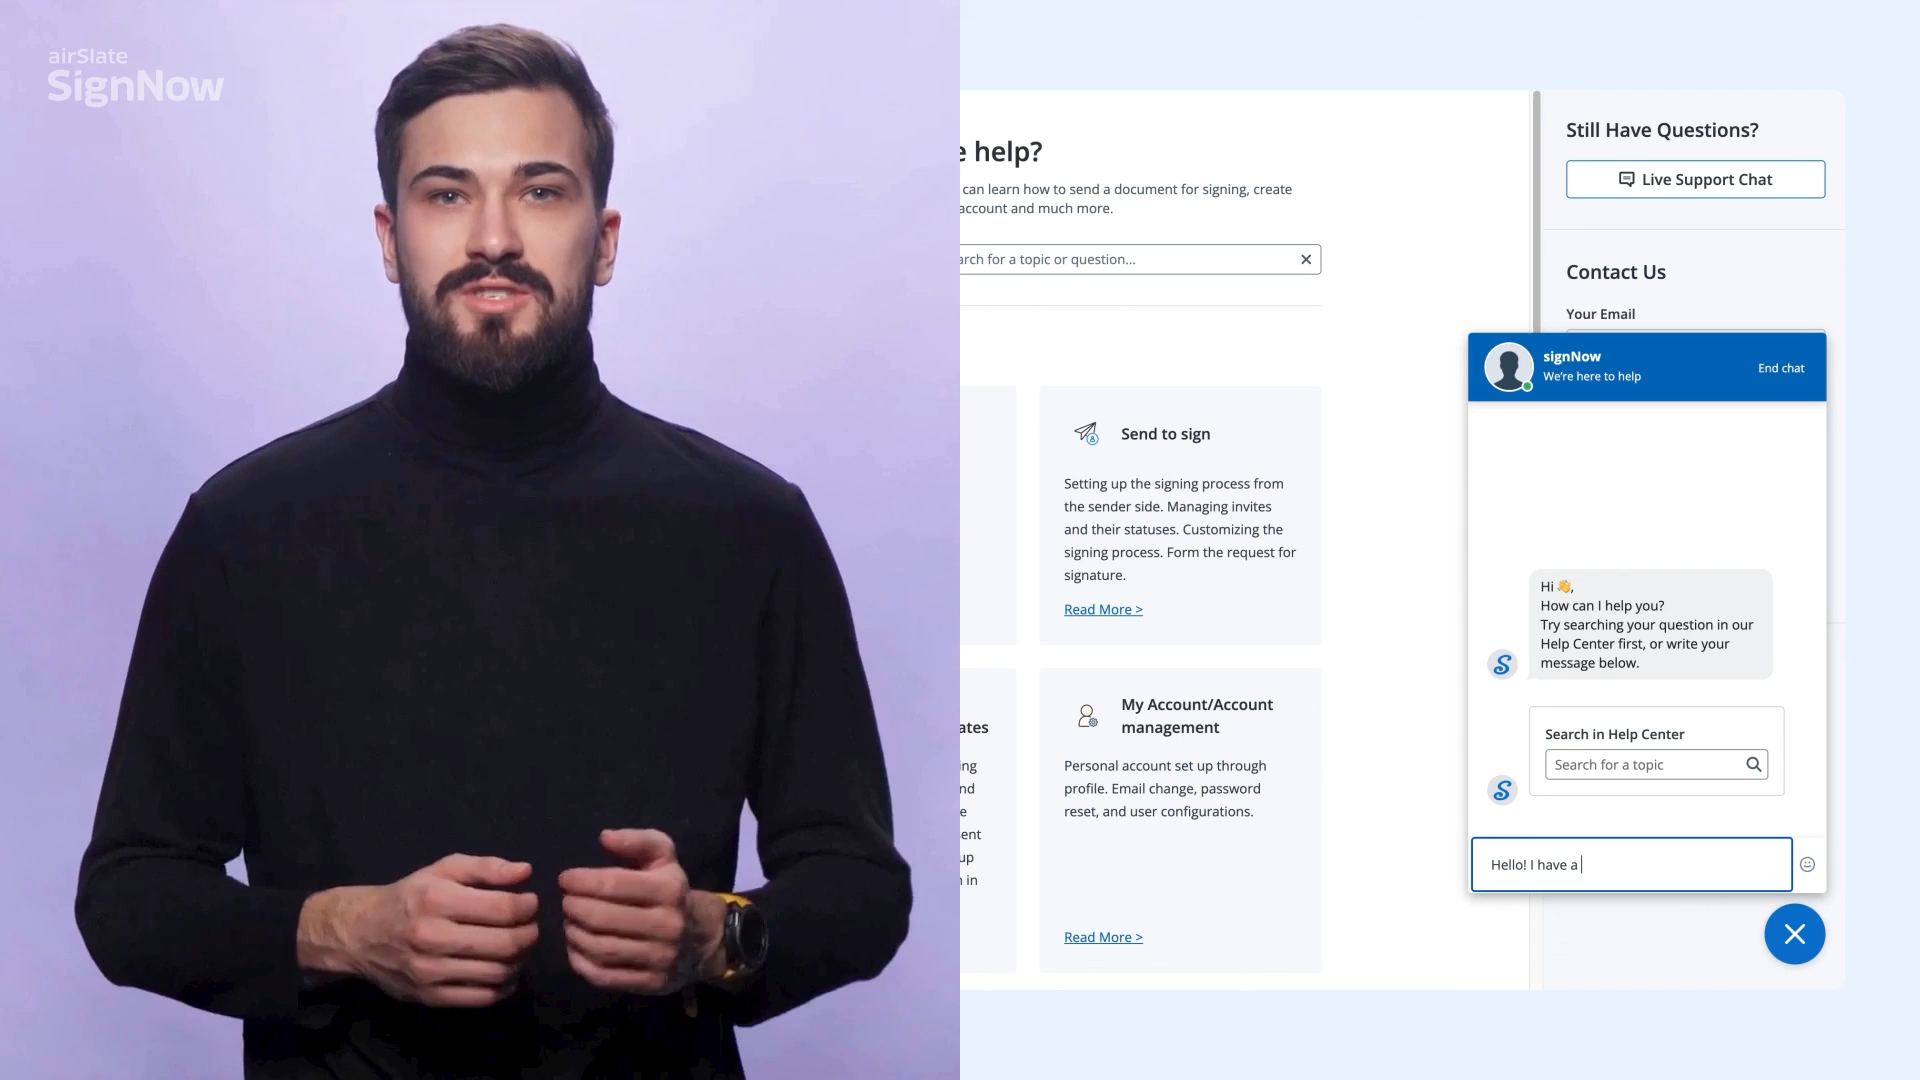 airSlate
SignNow
e help?
can learn how to send a document for signing, create
account and much more.
arch for a topic or question...
Send to sign
Setting up the signing process from
the sender side. Managing invites
and their statuses. Customizing the
signing process. Form the request for
signature.
Read More >
ates
ing
nd
e
ent
up
in
My Account/Account
management
Personal account set up through
profile. Email change, password
reset, and user configurations.
Read More >
Still Have Questions?
Live Support Chat
Contact Us
Your Email
signNow
We're here to help
End chat
Hi 👋,
How can I help you?
Try searching your question in our
Help Center first, or write your
message below.
Search in Help Center
Search for a topic
Hello! I have a